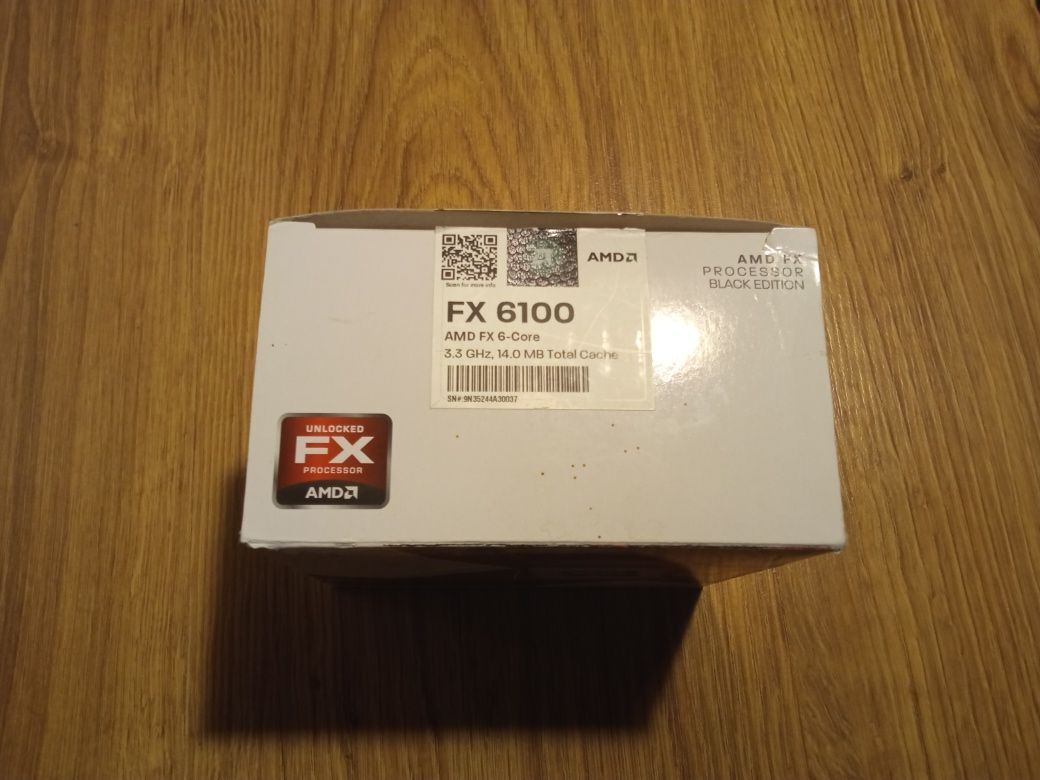 Scan for more info
AMD
FX 6100
AMD FX 6-Core
3.3 GHz, 14.0 MB Total Cache
SN#:9N35244A30037
AMD FX
PROCESSOR
BLACK EDITION
UNLOCKED
FX
PROCESSOR
AMD